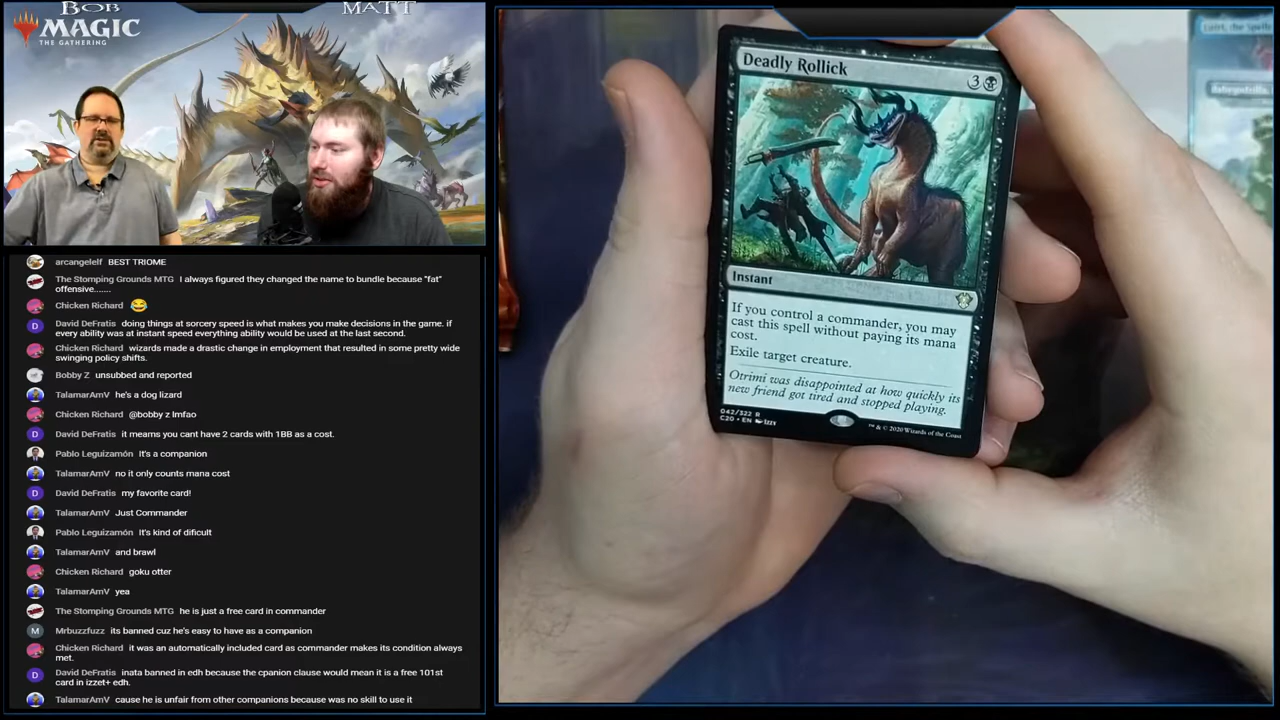 BOB
MATT
MAGIC
THE GATHERING
arcangelelf BEST TRIOME
The Stomping Grounds MTG I always figured they changed the name to bundle because "fat"
offensive.......
Chicken Richard 😂
David DeFratis doing things at sorcery speed is what makes you make decisions in the game. if
every ability was at instant speed everything ability would be used at the last second.
Chicken Richard wizards made a drastic change in employment that resulted in some pretty wide
swinging policy shifts.
Bobby Z unsubbed and reported
TalamarAmV he's a dog lizard
Chicken Richard @bobby z lmfao
David DeFratis it mearns you cant have 2 cards with 1BB as a cost.
Pablo Leguizamón It's a companion
TalamarAmV no it only counts mana cost
David DeFratis my favorite card!
TalamarAmV Just Commander
Pablo Leguizamón It's kind of dificult
TalamarAmV and brawl
Chicken Richard goku otter
TalamarAmV yea
The Stomping Grounds MTG he is just a free card in commander
M Mrbuzzfuzz its banned cuz he's easy to have as a companion
Chicken Richard it was an automatically included card as commander makes its condition always
met.
David DeFratis inata banned in edh because the cpanion clause would mean it is a free 101st
card in izzet+ edh.
TalamarAmV cause he is unfair from other companions because was no skill to use it
Deadly Rollick
3
Instant
If you control a commander, you may
cast this spell without paying its mana
cost.
Exile target creature.
Otrimi was disappointed at how quickly its
new friend got tired and stopped playing.
042/322 R
C20 • EN Izzy
™ & © 2020 Wizards of the Coast